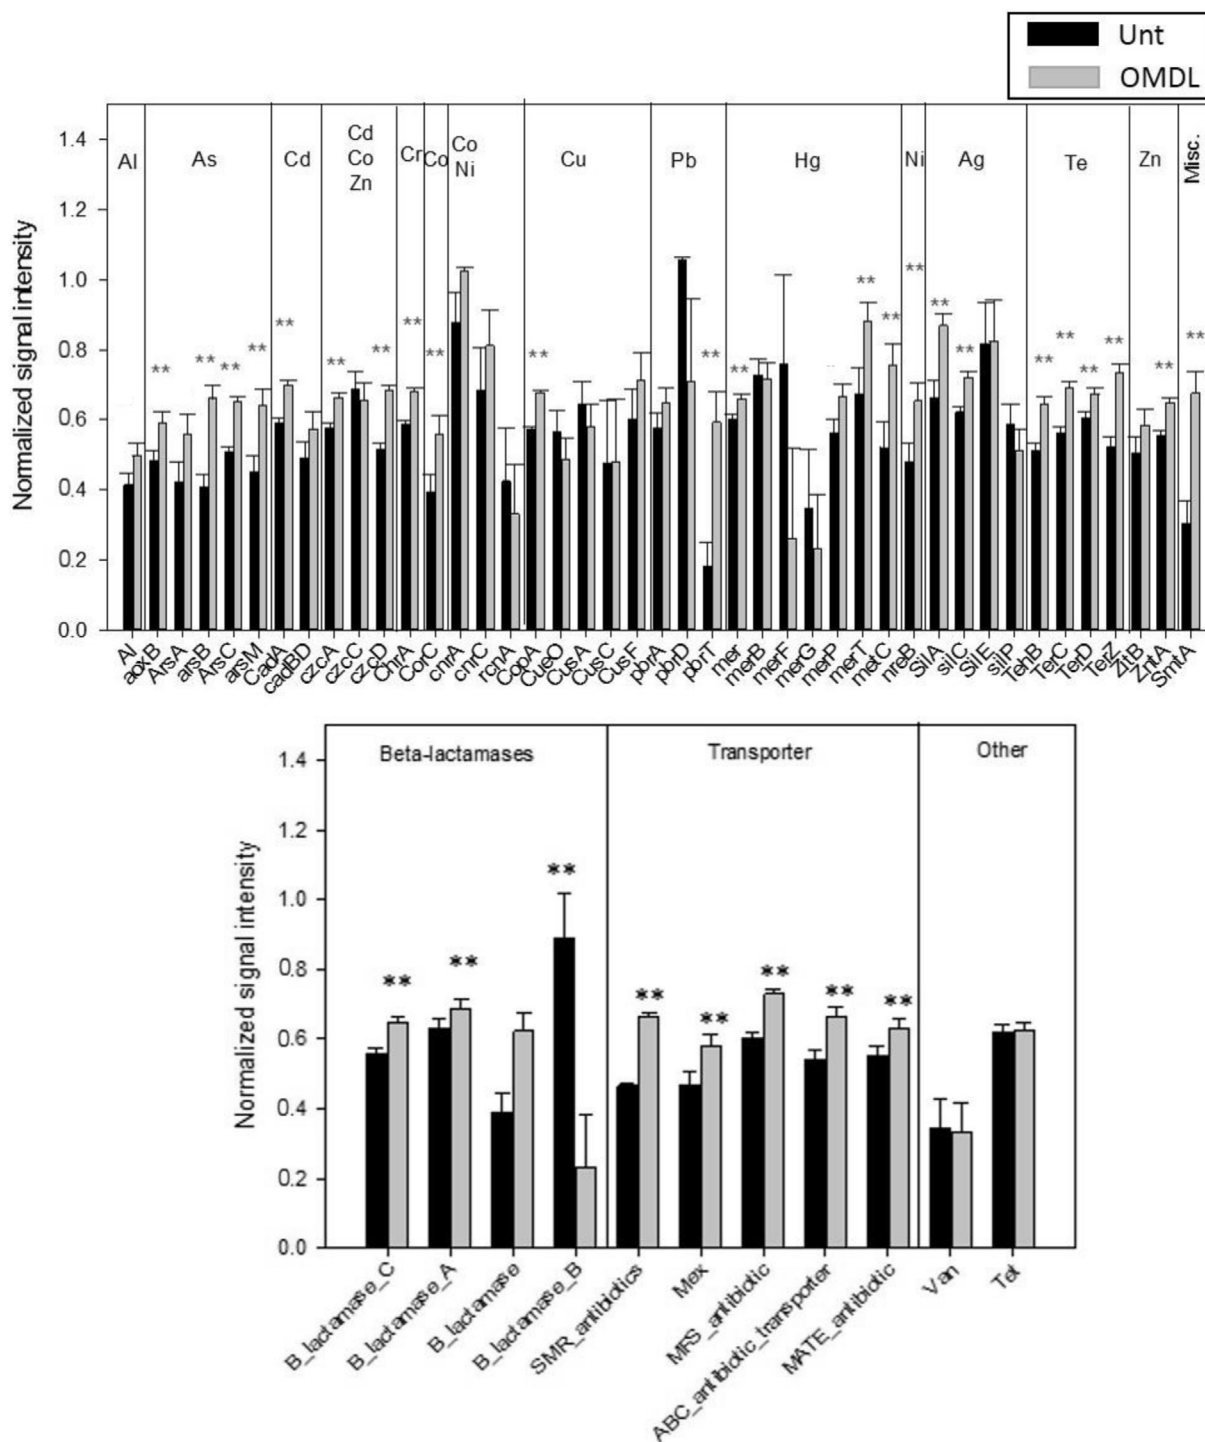 Unt
OMDL
Al
As
Cd
Cd
Co
Zn
Cr
Co
Co
Ni
Cu
Pb
Hg
Ni
Ag
Te
Zn
Misc.
** ** ** ** ** ** ** ** ** ** ** ** ** ** ** ** ** ** ** ** ** ** ** **
Normalized signal intensity
1.4
1.2
1.0
0.8
0.6
0.4
0.2
0.0
Al
aoxB
ArsA
arsB
ArsC
arsM
CadA
cadBD
czcA
czcC
czcD
ChrA
CorC
cnrA
cnrC
rcnA
CopA
CueO
CusA
CusC
CusF
pbrA
pbrD
pbrT
mer
merB
merF
merG
merP
merT
metC
nreB
SilA
silC
SilE
silP
TehB
TerC
TerD
TerZ
ZitB
ZntA
SmtA
Beta-lactamases
Transporter
Other
** ** ** ** ** ** ** **
Normalized signal intensity
1.4
1.2
1.0
0.8
0.6
0.4
0.2
0.0
B_lactamase_C
B_lactamase_A
B_lactamase
B_lactamase_B
SMR_antibiotics
Mex
MFS_antibiotic
ABC_antibiotic_transporter
MATE_antibiotic
Van
Tet